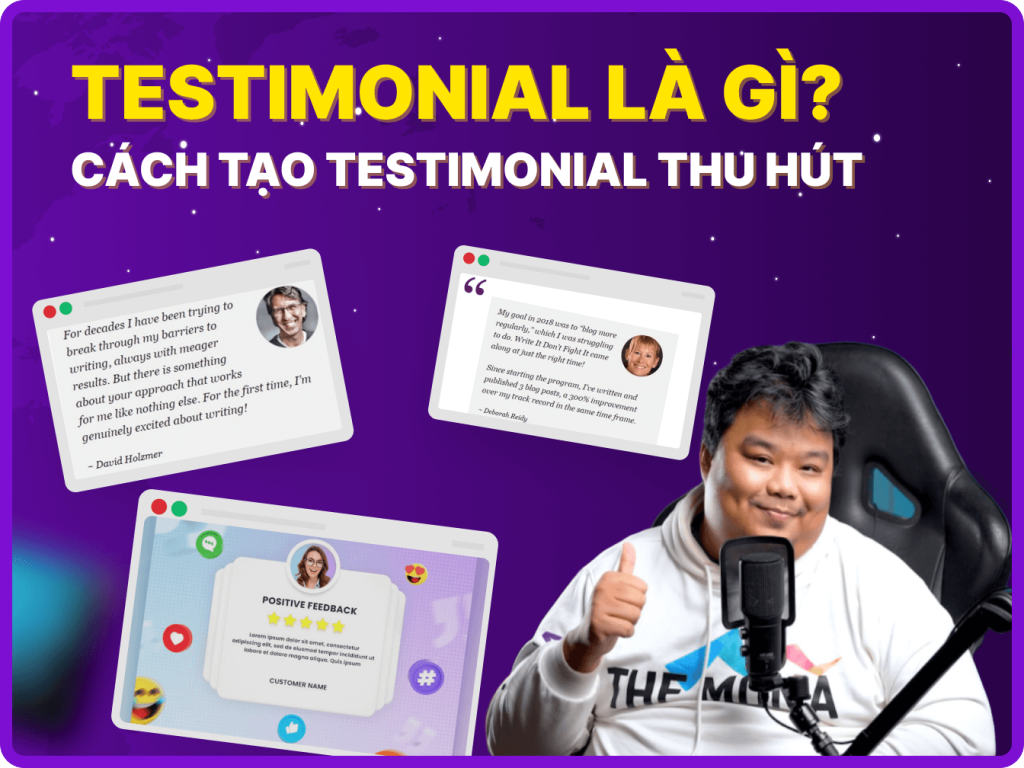 TESTIMONIAL LÀ GÌ?
CÁCH TẠO TESTIMONIAL THU HÚT
For decades I have been trying to
break through my barriers to
writing, always with meager
results. But there is something
about your approach that works
for me like nothing else. For the first time, I'm
genuinely excited about writing!
~ David Holzmer
“
My goal in 2018 was to "blog more
regularly," which I was struggling
to do. Write It Don't Fight It came
along at just the right time!
Since starting the program, I've written and
published 3 blog posts, a 300% improvement
over my track record in the same time frame.
~ Deborah Reidy
POSITIVE FEEDBACK
Lorem ipsum dolor sit amet, consectetur
adipiscing elit, sed do eiusmod tempor incididunt ut
labore et dolore magna aliqua. Quis ipsum
CUSTOMER NAME
#
THE MONA